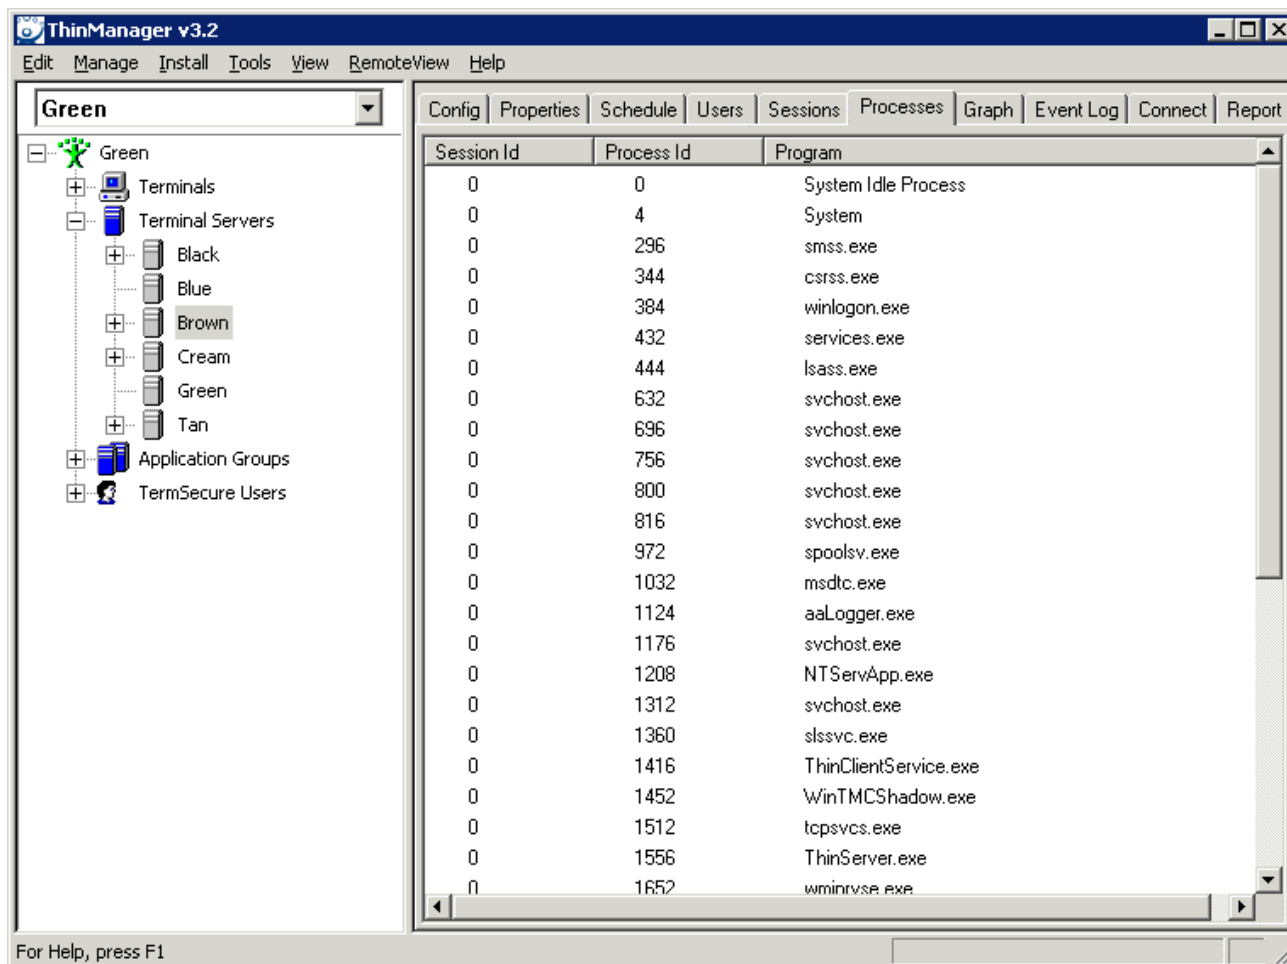 ThinManager v3.2
Edit Manage Install Tools View RemoteView Help
Green
Green
Terminals
Terminal Servers
Black
Blue
Brown
Cream
Green
Tan
Application Groups
TermSecure Users
Config Properties Schedule Users Sessions Processes Graph Event Log Connect Report
Session Id Process Id Program
0 0 System Idle Process
0 4 System
0 296 smss.exe
0 344 csrss.exe
0 384 winlogon.exe
0 432 services.exe
0 444 lsass.exe
0 632 svchost.exe
0 696 svchost.exe
0 756 svchost.exe
0 800 svchost.exe
0 816 svchost.exe
0 972 spoolsv.exe
0 1032 msdtc.exe
0 1124 aaLogger.exe
0 1176 svchost.exe
0 1208 NTServApp.exe
0 1312 svchost.exe
0 1360 slssvc.exe
0 1416 ThinClientService.exe
0 1452 WinTMCShadow.exe
0 1512 tcpsvcs.exe
0 1556 ThinServer.exe
0 1652 wmiprvse.exe
For Help, press F1